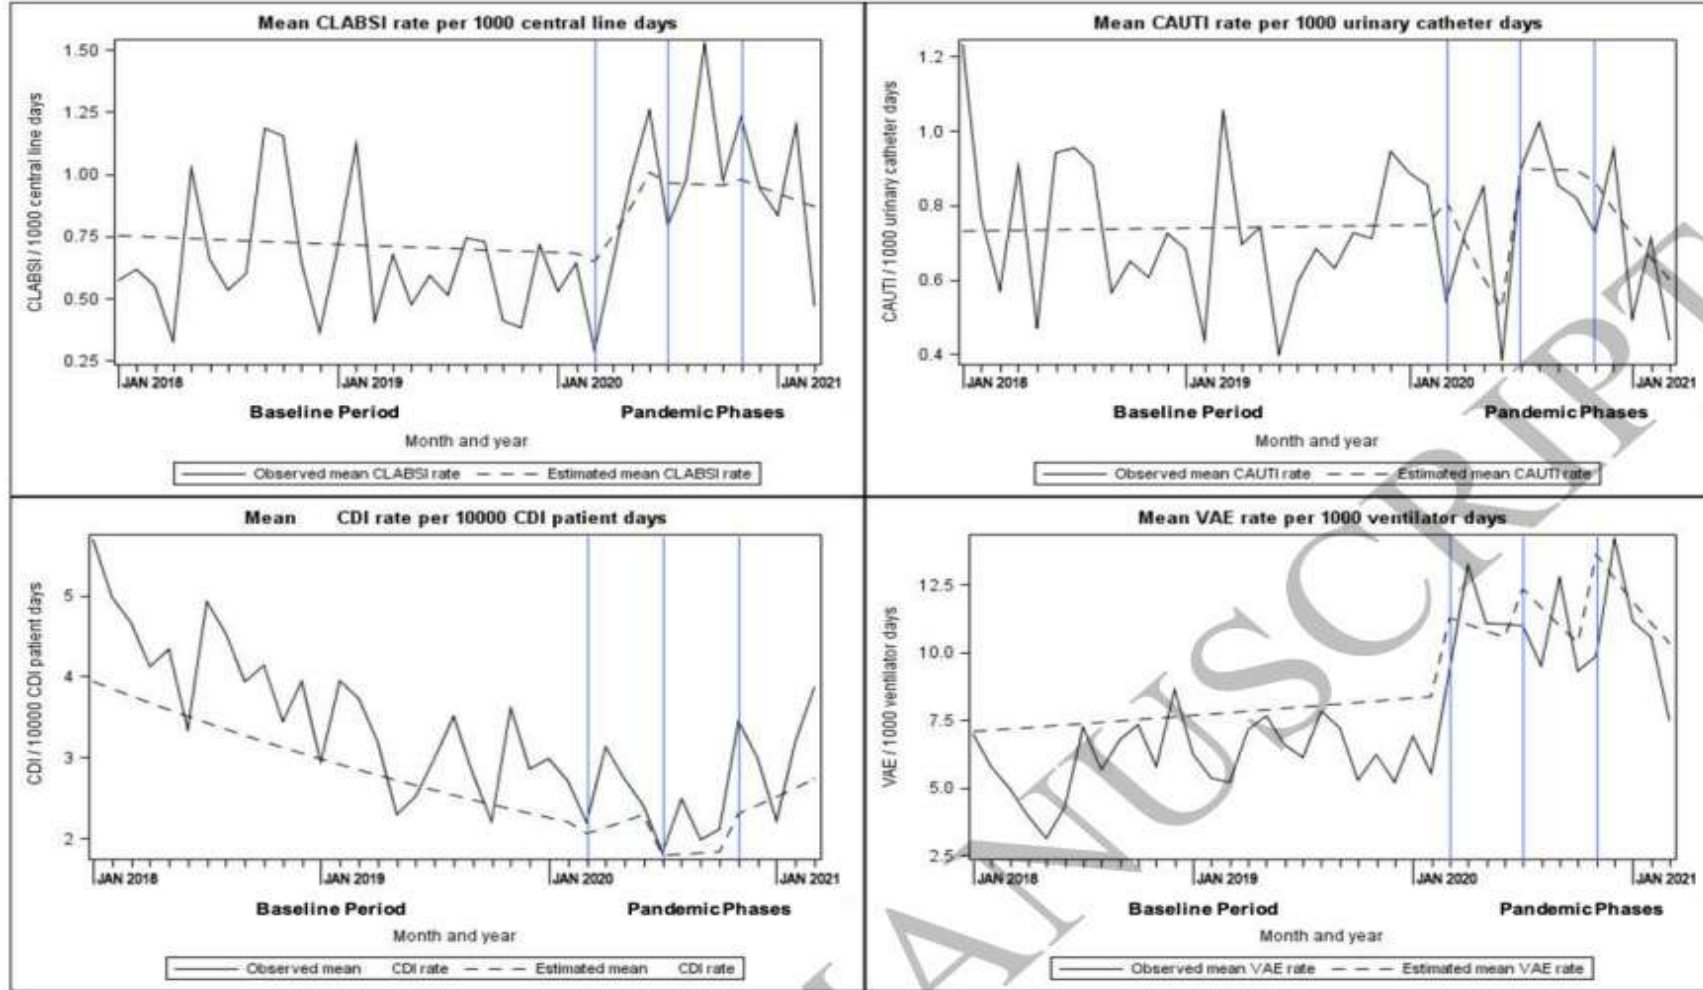 Mean CLABSI rate per 1000 central line days
CLABSI / 1000 central line days
1.50
1.25
1.00
0.75
0.50
0.25
JAN 2018 JAN 2019 JAN 2020 JAN 2021
Baseline Period Pandemic Phases
Month and year
Observed mean CLABSI rate Estimated mean CLABSI rate
Mean CAUTI rate per 1000 urinary catheter days
CAUTI / 1000 urinary catheter days
1.2
1.0
0.8
0.6
0.4
JAN 2018 JAN 2019 JAN 2020 JAN 2021
Baseline Period Pandemic Phases
Month and year
Observed mean CAUTI rate Estimated mean CAUTI rate
Mean CDI rate per 10000 CDI patient days
CDI / 10000 CDI patient days
5
4
3
2
JAN 2018 JAN 2019 JAN 2020 JAN 2021
Baseline Period Pandemic Phases
Month and year
Observed mean CDI rate Estimated mean CDI rate
Mean VAE rate per 1000 ventilator days
VAE / 1000 ventilator days
12.5
10.0
7.5
5.0
2.5
JAN 2018 JAN 2019 JAN 2020 JAN 2021
Baseline Period Pandemic Phases
Month and year
Observed mean VAE rate Estimated mean VAE rate
ANUSCRIPT